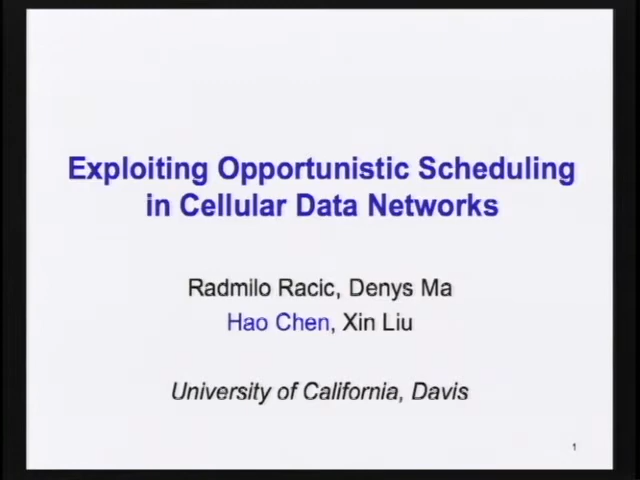 Exploiting Opportunistic Scheduling
in Cellular Data Networks
Radmilo Racic, Denys Ma
Hao Chen, Xin Liu
University of California, Davis
1